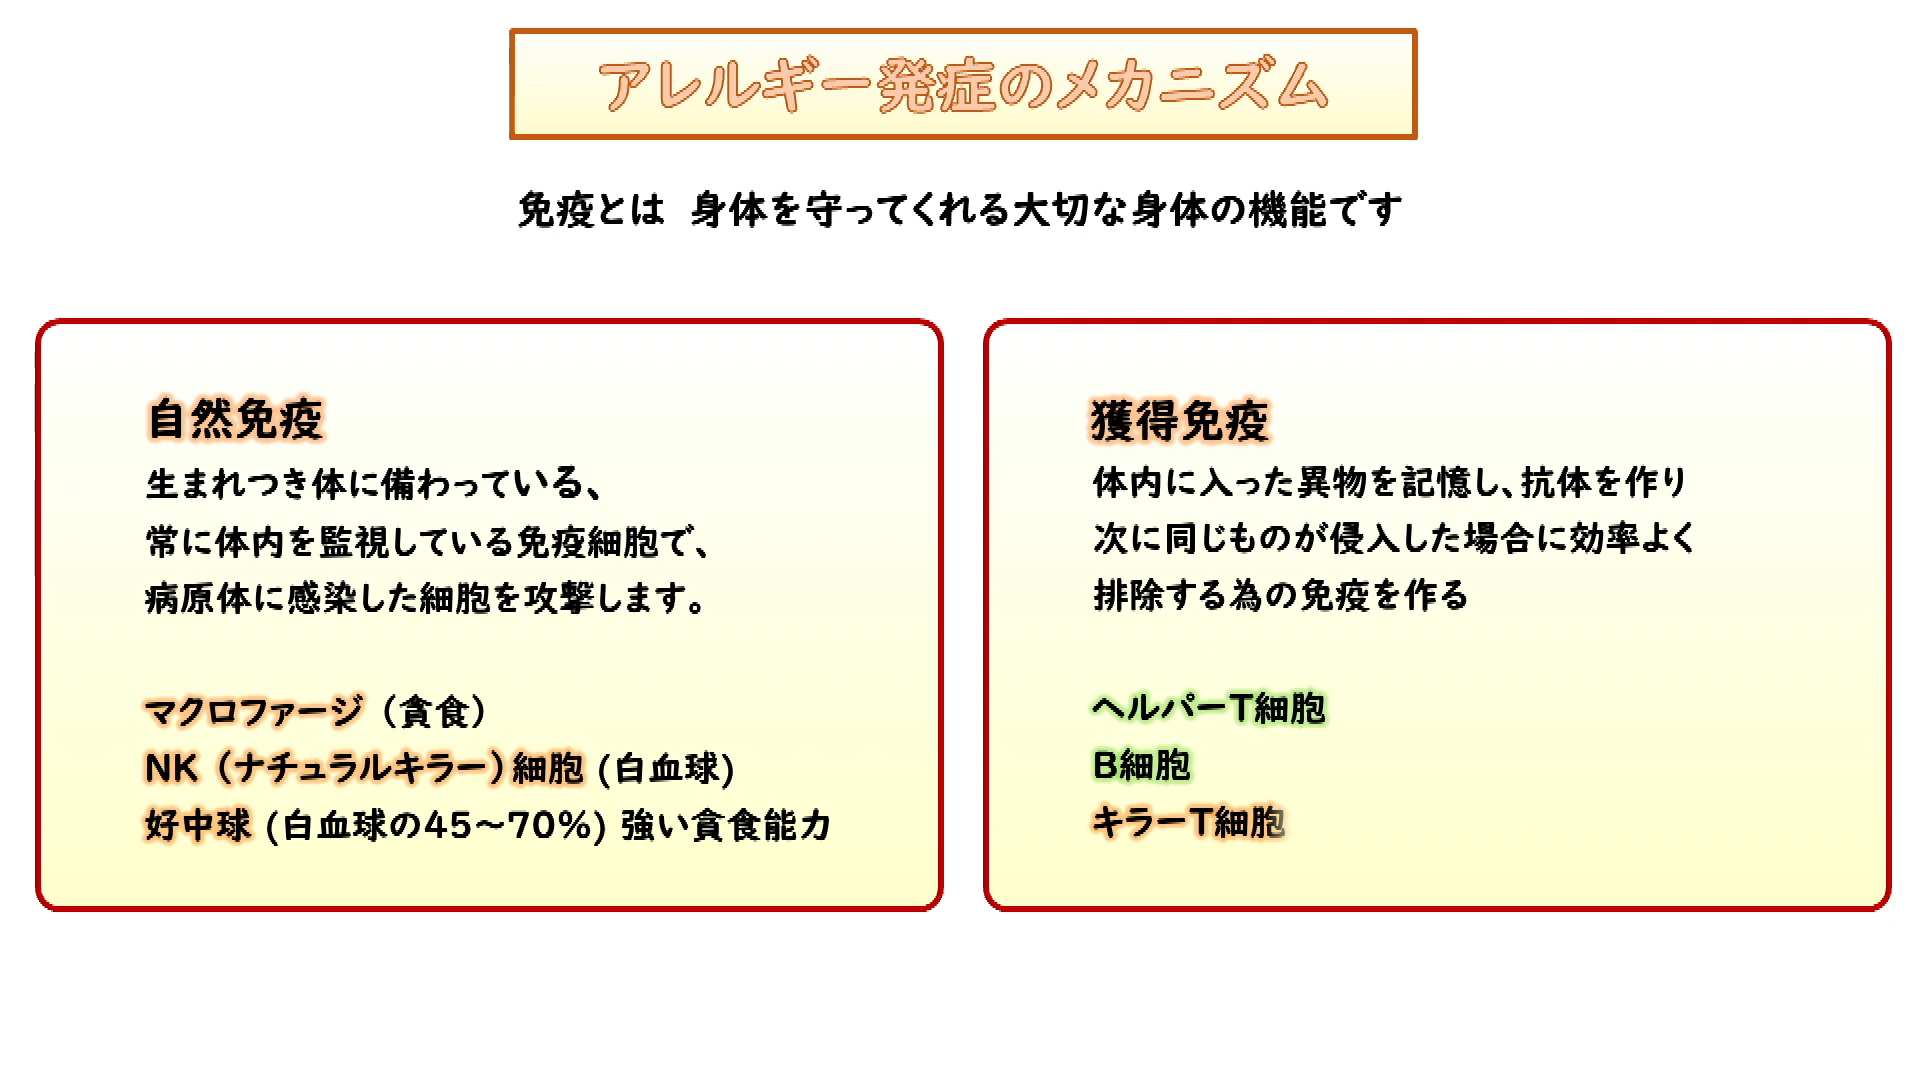 アレルギー発症のメカニズム
免疫とは 身体を守ってくれる大切な身体の機能です
自然免疫
生まれつき体に備わっている、
常に体内を監視している免疫細胞で、
病原体に感染した細胞を攻撃します。
マクロファージ（貪食）
NK（ナチュラルキラー）細胞 (白血球)
好中球 (白血球の45～70%) 強い貪食能力
獲得免疫
体内に入った異物を記憶し、抗体を作り
次に同じものが侵入した場合に効率よく
排除する為の免疫を作る
ヘルパーT細胞
B細胞
キラーT細胞